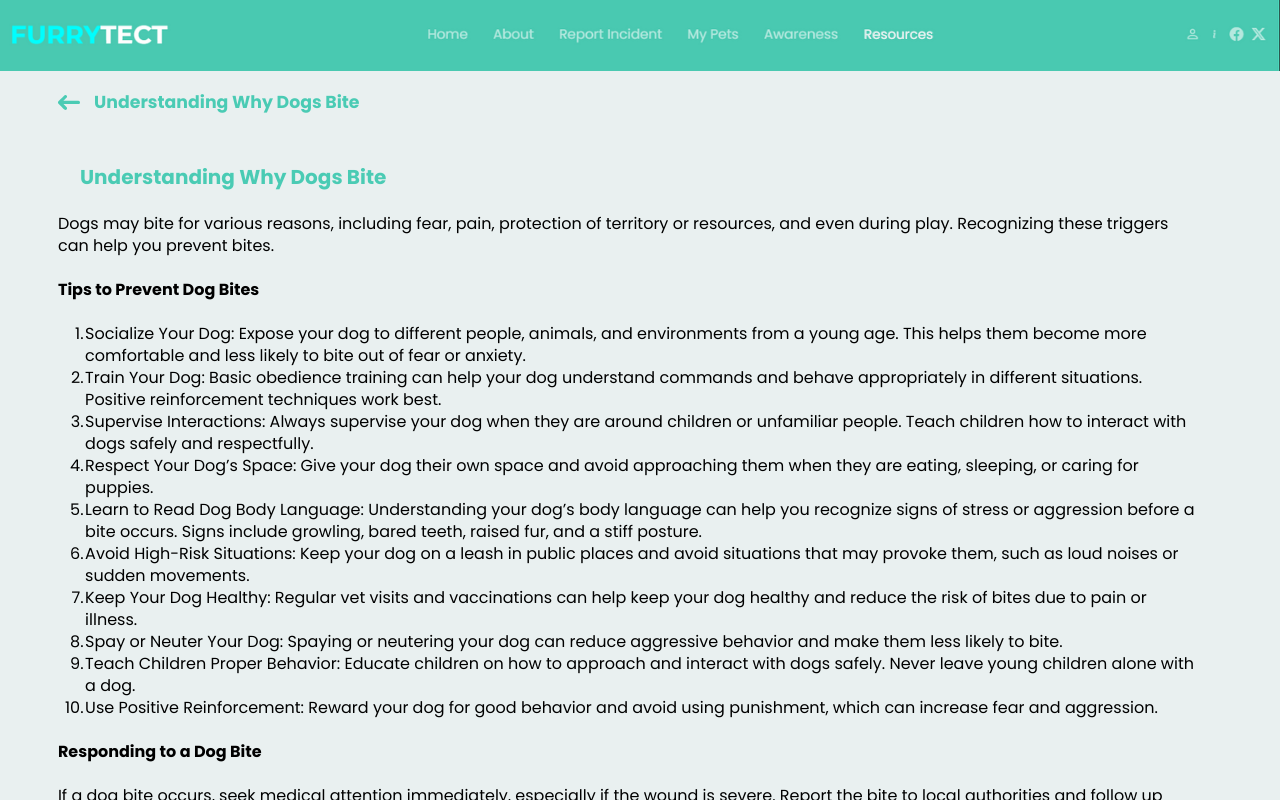 FURRYTECT
Home About Report Incident My Pets Awareness Resources
Understanding Why Dogs Bite
Understanding Why Dogs Bite
Dogs may bite for various reasons, including fear, pain, protection of territory or resources, and even during play. Recognizing these triggers
can help you prevent bites.
Tips to Prevent Dog Bites
1. Socialize Your Dog: Expose your dog to different people, animals, and environments from a young age. This helps them become more
comfortable and less likely to bite out of fear or anxiety.
2. Train Your Dog: Basic obedience training can help your dog understand commands and behave appropriately in different situations.
Positive reinforcement techniques work best.
3. Supervise Interactions: Always supervise your dog when they are around children or unfamiliar people. Teach children how to interact with
dogs safely and respectfully.
4. Respect Your Dog’s Space: Give your dog their own space and avoid approaching them when they are eating, sleeping, or caring for
puppies.
5. Learn to Read Dog Body Language: Understanding your dog’s body language can help you recognize signs of stress or aggression before a
bite occurs. Signs include growling, bared teeth, raised fur, and a stiff posture.
6. Avoid High-Risk Situations: Keep your dog on a leash in public places and avoid situations that may provoke them, such as loud noises or
sudden movements.
7. Keep Your Dog Healthy: Regular vet visits and vaccinations can help keep your dog healthy and reduce the risk of bites due to pain or
illness.
8. Spay or Neuter Your Dog: Spaying or neutering your dog can reduce aggressive behavior and make them less likely to bite.
9. Teach Children Proper Behavior: Educate children on how to approach and interact with dogs safely. Never leave young children alone with
a dog.
10. Use Positive Reinforcement: Reward your dog for good behavior and avoid using punishment, which can increase fear and aggression.
Responding to a Dog Bite
If a dog bite occurs, seek medical attention immediately, especially if the wound is severe. Report the bite to local authorities and follow up